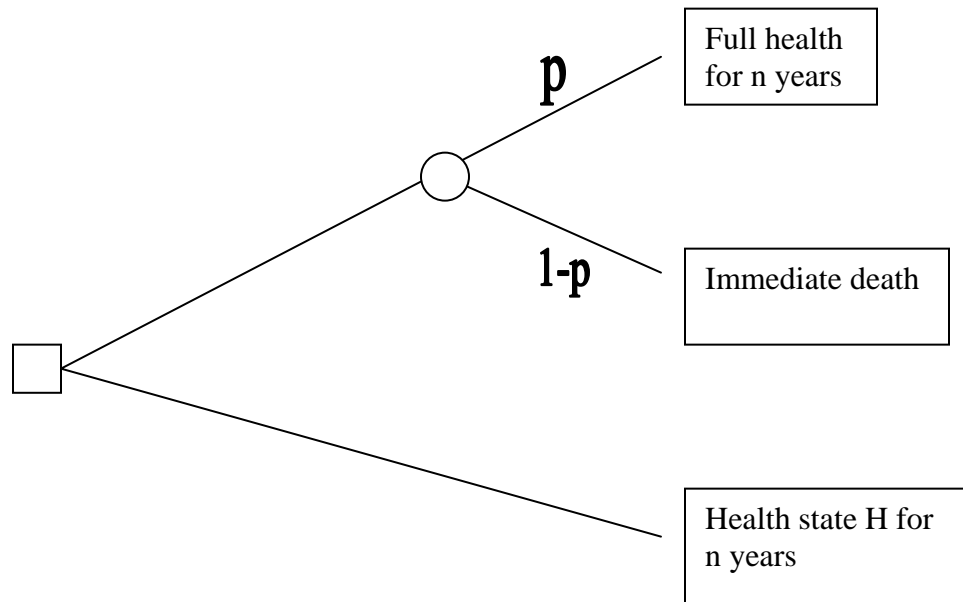 Full health
for n years
p
1-p
Immediate death
Health state H for
n years